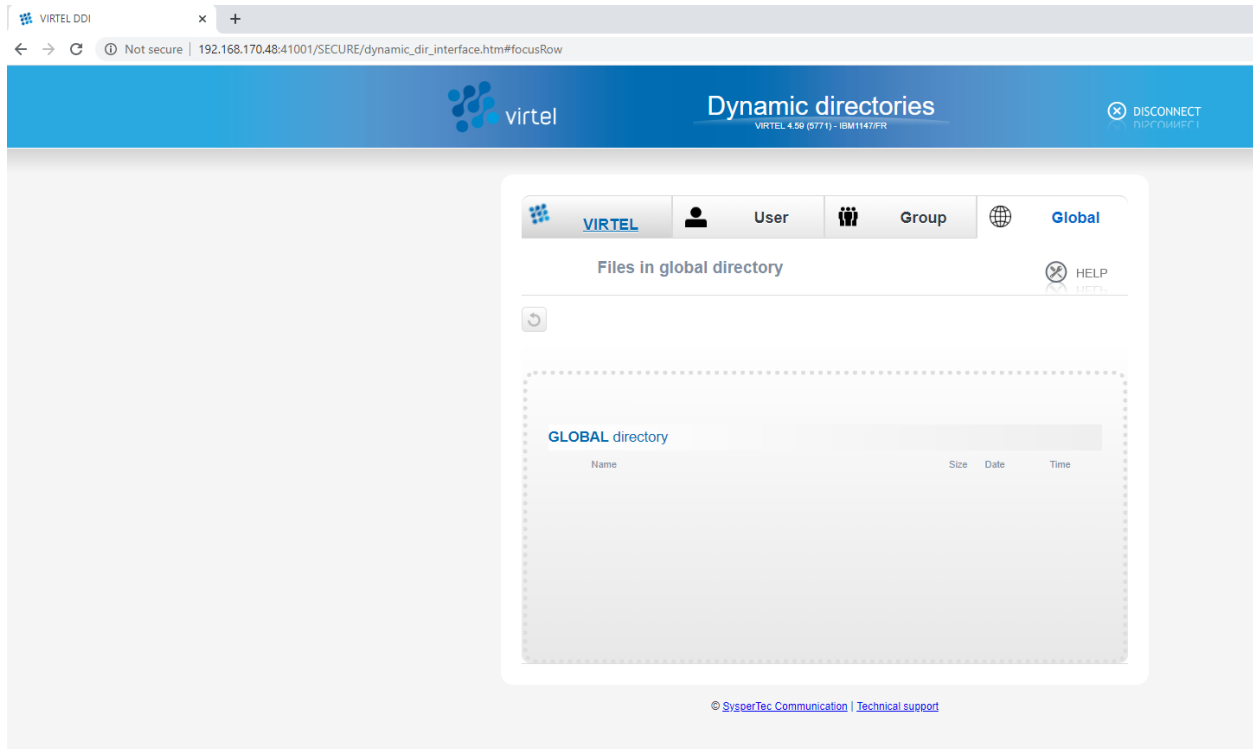 VIRTEL DDI
Not secure | 192.168.170.48:41001/SECURE/dynamic_dir_interface.htm#focusRow
virtel
Dynamic directories
VIRTEL 4.59 (5771) - IBM1147/FR
DISCONNECT
VIRTEL User Group Global
Files in global directory
HELP
GLOBAL directory
Name Size Date Time
© SysperTec Communication | Technical support